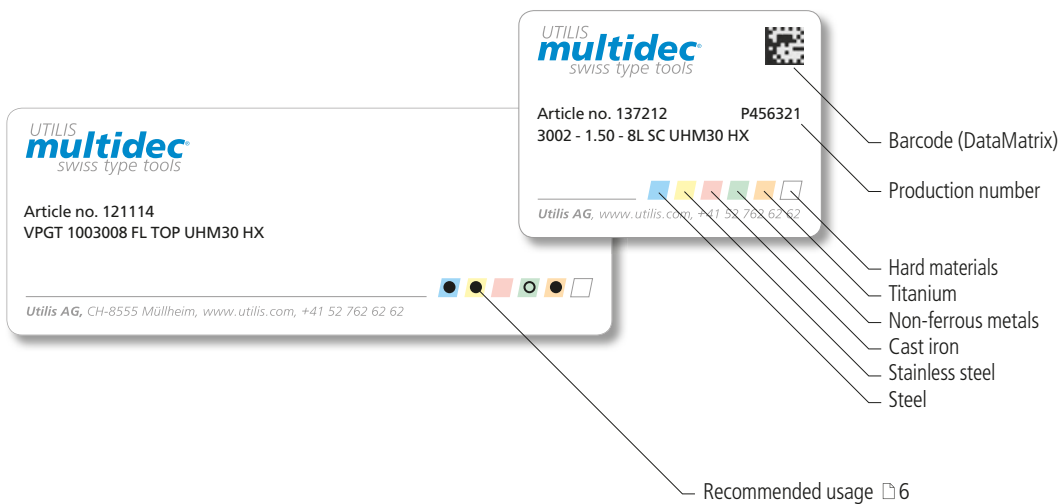 UTILIS
multidec®
swiss type tools
Article no. 137212 P456321
3002 - 1.50 - 8L SC UHM30 HX
Utilis AG, www.utilis.com, +41 52 762 62 62
UTILIS
multidec®
swiss type tools
Article no. 121114
VPGT 1003008 FL TOP UHM30 HX
Utilis AG, CH-8555 Müllheim, www.utilis.com, +41 52 762 62 62
Barcode (DataMatrix)
Production number
Hard materials
Titanium
Non-ferrous metals
Cast iron
Stainless steel
Steel
Recommended usage 6